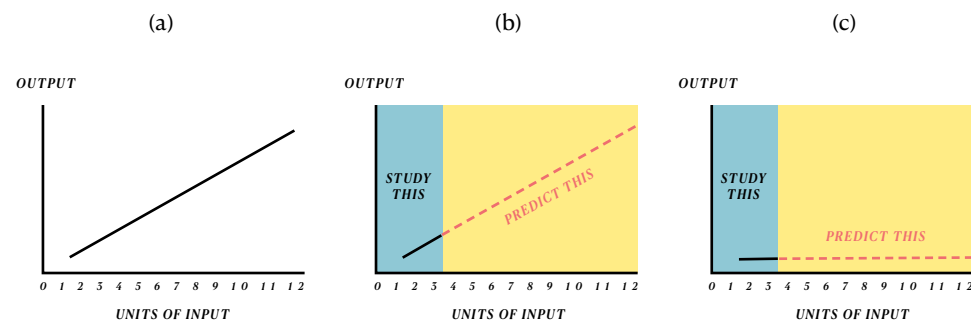 (a)
(b)
(c)
OUTPUT
OUTPUT
OUTPUT
STUDY
THIS
PREDICT THIS
STUDY
THIS
PREDICT THIS
0 1 2 3 4 5 6 7 8 9 10 11 12
0 1 2 3 4 5 6 7 8 9 10 11 12
0 1 2 3 4 5 6 7 8 9 10 11 12
UNITS OF INPUT
UNITS OF INPUT
UNITS OF INPUT